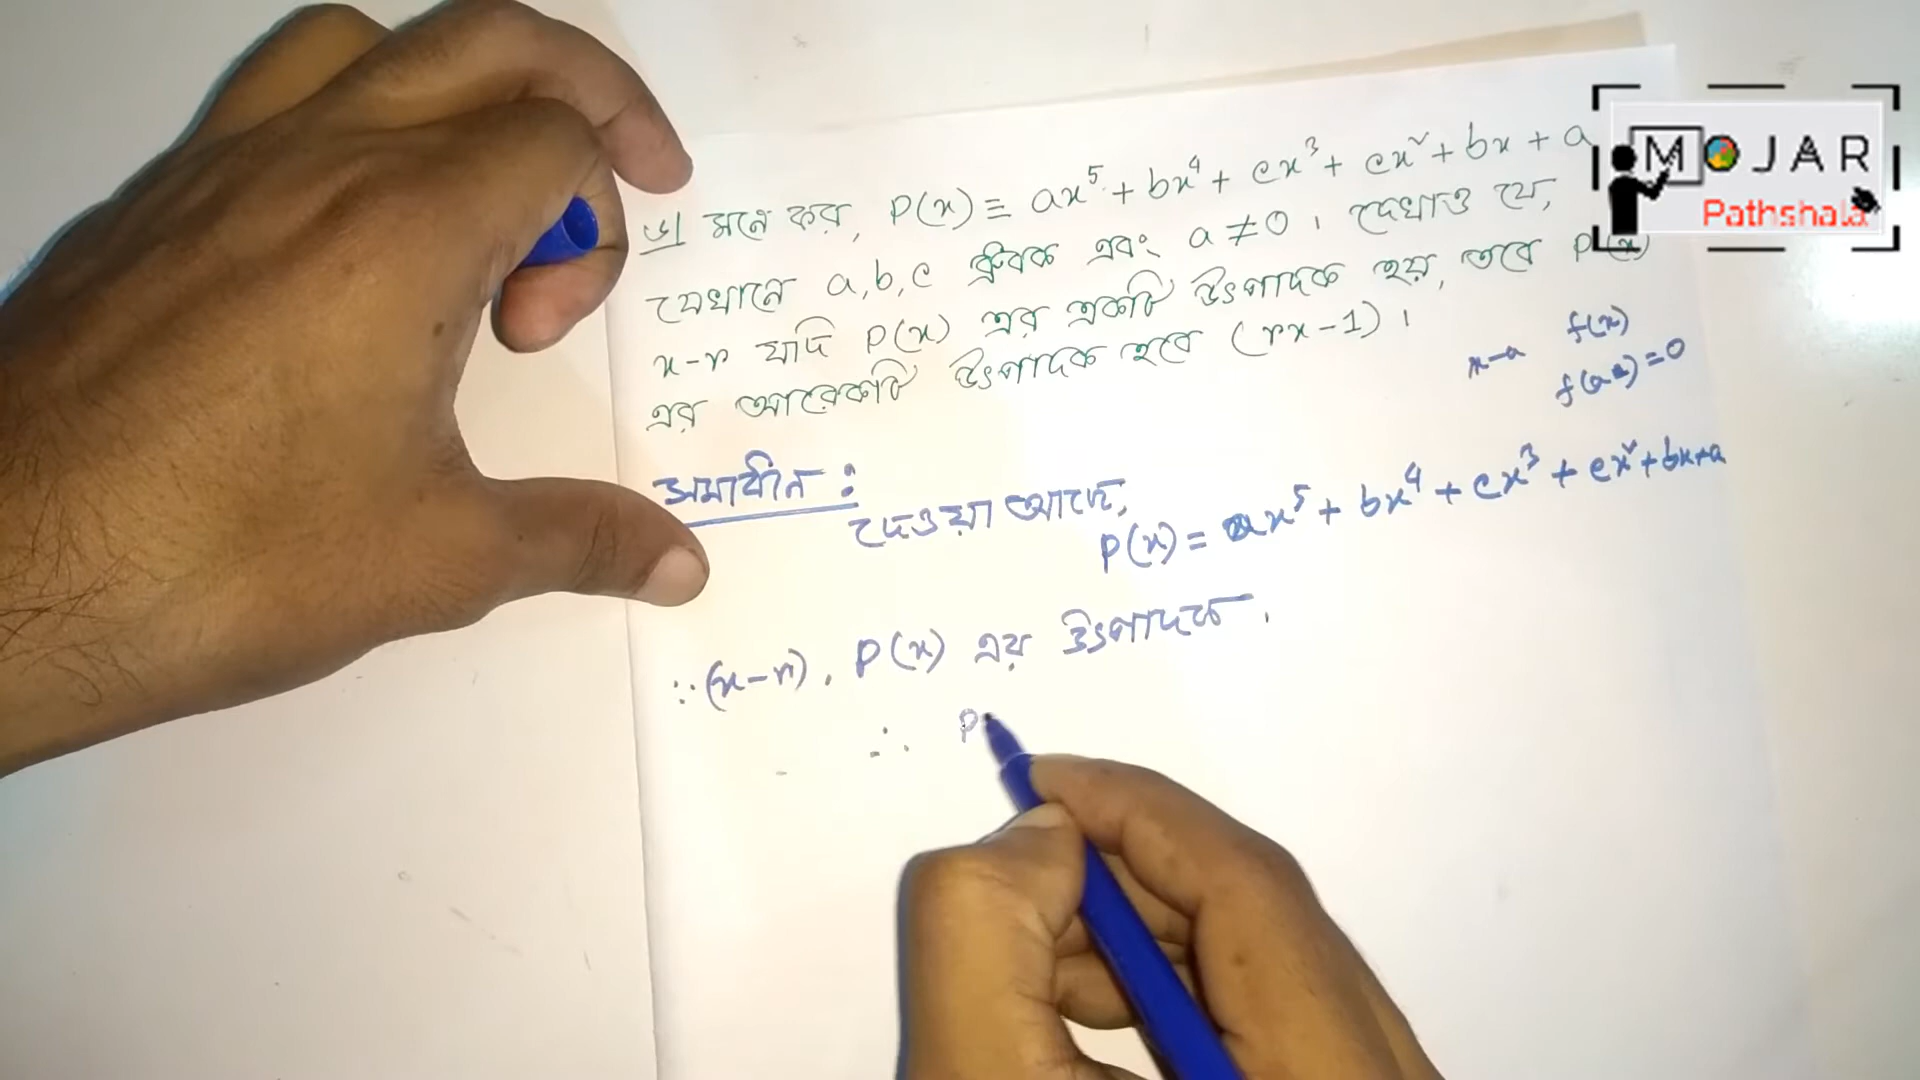 ৬। মনে কর, P(x) = ax⁵ + bx⁴ + cx³ + cx² + bx + a
যেখানে a, b, c ধ্রুবক এবং a ≠ 0। দেখাও যে,
x-r যদি P(x) এর একটি উৎপাদক হয়, তবে P(x)
এর আরেকটি উৎপাদক হবে (rx-1)।
x-a f(x)
f(a)=0
সমাধান:
দেওয়া আছে,
P(x) = ax⁵ + bx⁴ + cx³ + cx² + bx+a
∵(x-r), P(x) এর উৎপাদক,
∴ P
MOJAR
Pathshala